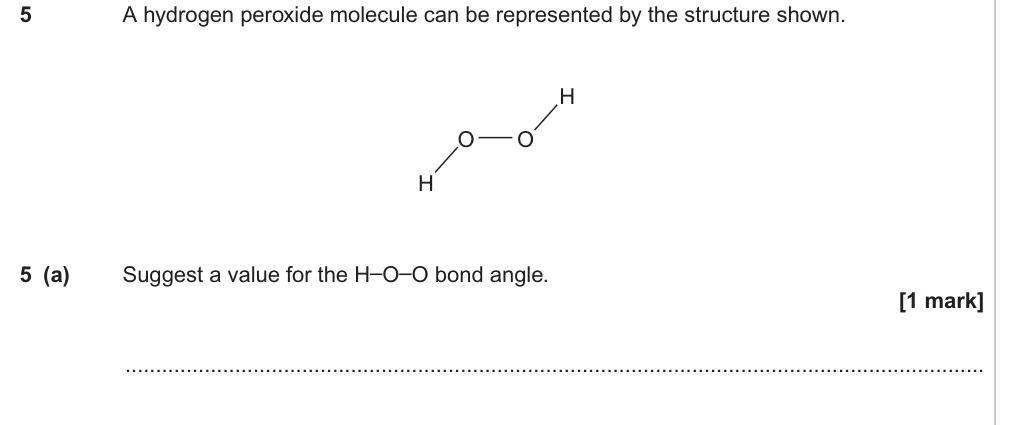 5 A hydrogen peroxide molecule can be represented by the structure shown.
H
O — O
H
5 (a) Suggest a value for the H–O–O bond angle.
[1 mark]